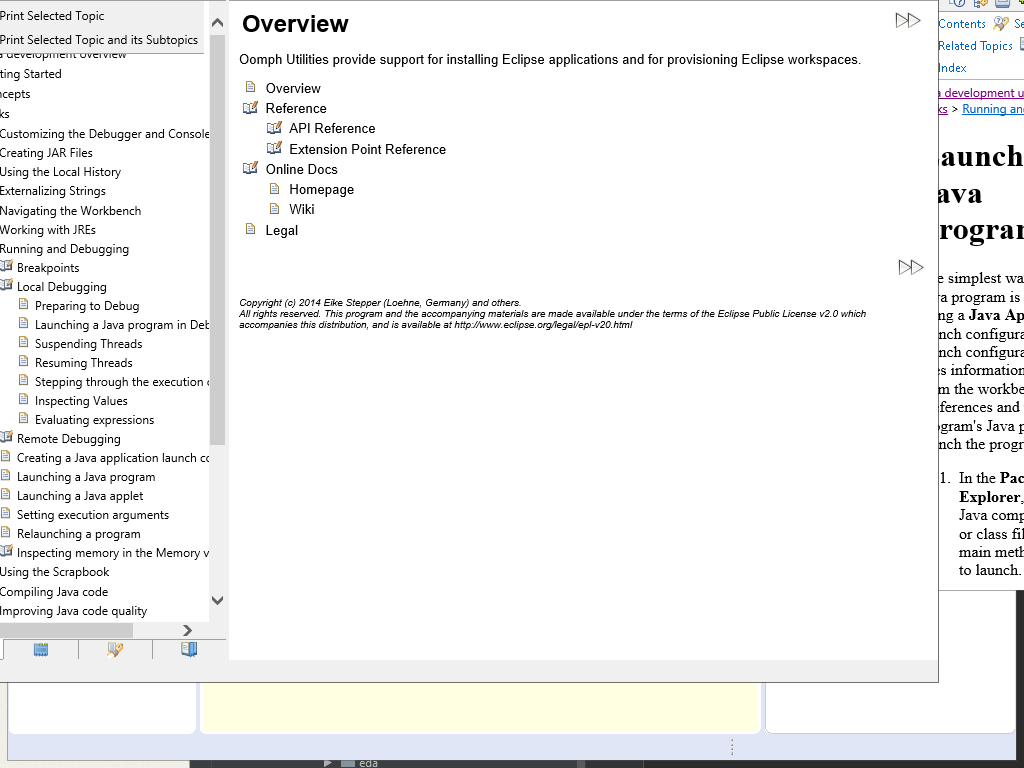 Print Selected Topic
Print Selected Topic and its Subtopics
development overview
ting Started
ncepts
ks
Customizing the Debugger and Console
Creating JAR Files
Using the Local History
Externalizing Strings
Navigating the Workbench
Working with JREs
Running and Debugging
Breakpoints
Local Debugging
Preparing to Debug
Launching a Java program in Deb
Suspending Threads
Resuming Threads
Stepping through the execution o
Inspecting Values
Evaluating expressions
Remote Debugging
Creating a Java application launch co
Launching a Java program
Launching a Java applet
Setting execution arguments
Relaunching a program
Inspecting memory in the Memory v
Using the Scrapbook
Compiling Java code
Improving Java code quality
Overview
Oomph Utilities provide support for installing Eclipse applications and for provisioning Eclipse workspaces.
Overview
Reference
API Reference
Extension Point Reference
Online Docs
Homepage
Wiki
Legal
Copyright (c) 2014 Eike Stepper (Loehne, Germany) and others.
All rights reserved. This program and the accompanying materials are made available under the terms of the Eclipse Public License v2.0 which
accompanies this distribution, and is available at http://www.eclipse.org/legal/epl-v20.html
Contents Se
Related Topics
Index
a development u
ks > Running an
aunch
ava
rogran
e simplest wa
va program is
ng a Java Ap
nch configura
nch configura
es information
m the workbe
ferences and
gram's Java p
nch the progr
1. In the Pac
Explorer,
Java comp
or class fil
main meth
to launch.
eda